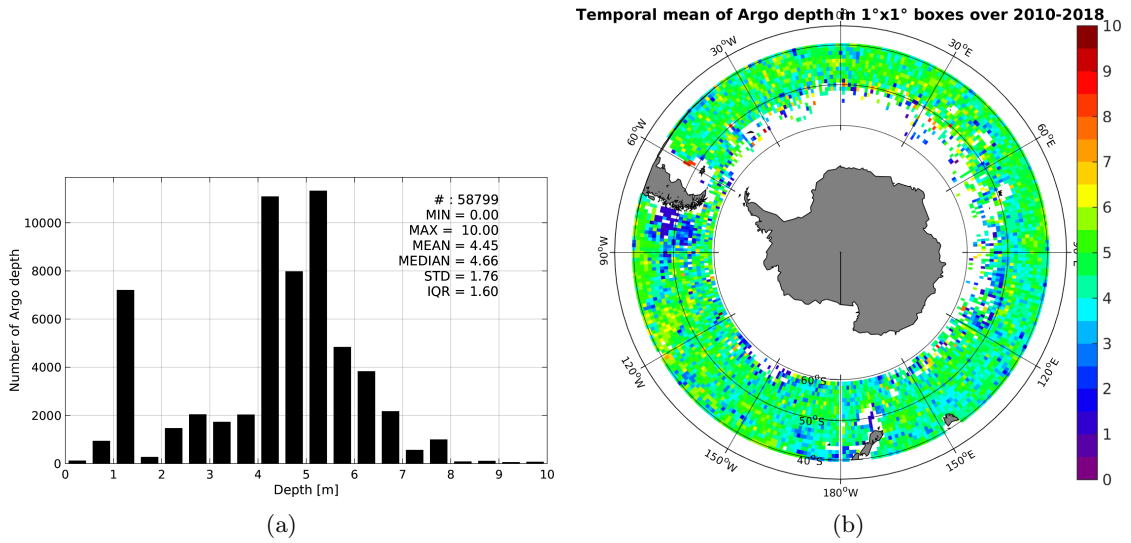 Temporal mean of Argo depth in 1°x1° boxes over 2010-2018
0°
30°W
30°E
60°W
60°E
90°W
120°W
120°E
150°W
150°E
180°W
60°S
50°S
40°S
10
9
8
7
6
5
4
3
2
1
0
# : 58799
MIN = 0.00
MAX = 10.00
MEAN = 4.45
MEDIAN = 4.66
STD = 1.76
IQR = 1.60
Number of Argo depth
10000
8000
6000
4000
2000
0
0 1 2 3 4 5 6 7 8 9 10
Depth [m]
(a)
(b)